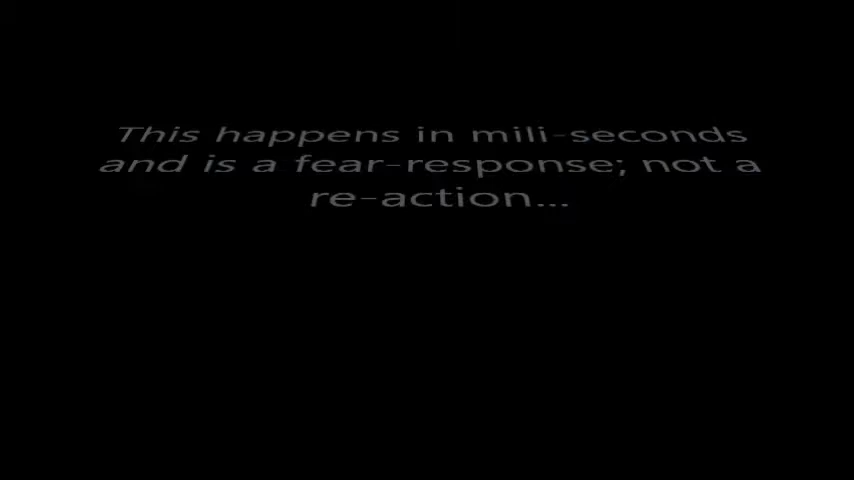 This happens in mili-seconds
and is a fear-response; not a
re-action...